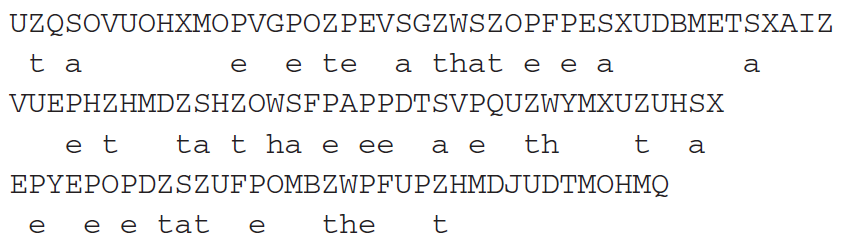 UZQSOVUOHXMOPVGPOZPEVSGZWSZOPFPESXUDBMETSXAIZ
 t a        e  e te  a that e e a       a
VUEPHZHMDZSHZOWSFPAPPDTSVPQUZWYMXUZUHSX
   e t   ta t ha e ee  a e  th    t  a
EPYEPOPDZSZUFPOMBZWPFUPZHMDJUDTMOHMQ
 e  e e tat  e   the   t